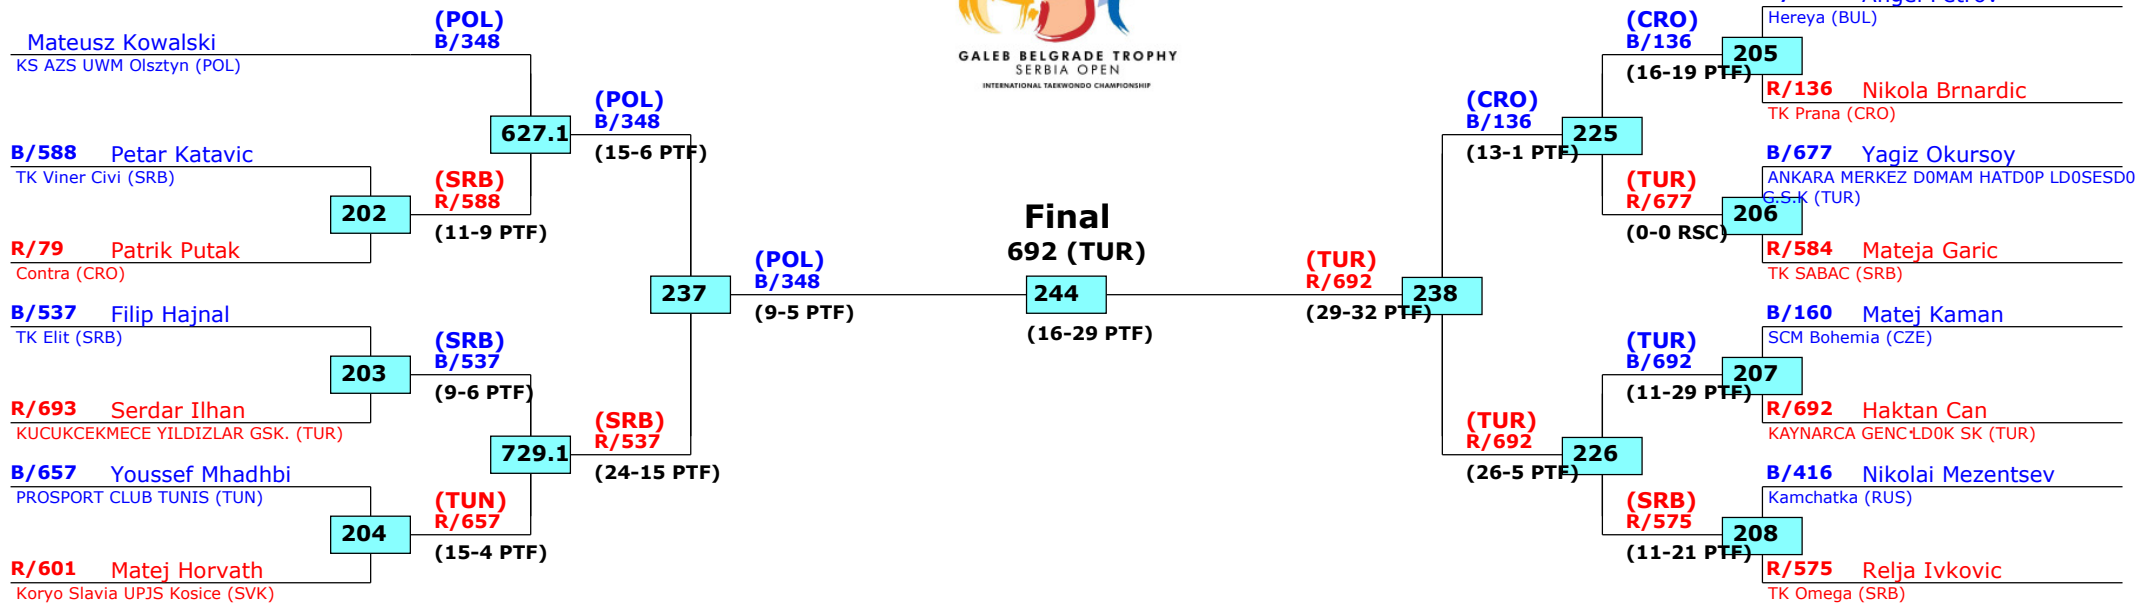 (POL)
B/348
Mateusz Kowalski
KS AZS UWM Olsztyn (POL)
(POL)
B/348
627.1
(15-6 PTF)
B/588 Petar Katavic
TK Viner Civi (SRB)
202
(SRB)
R/588
(11-9 PTF)
R/79 Patrik Putak
Contra (CRO)
237
(POL)
B/348
(9-5 PTF)
B/537 Filip Hajnal
TK Elit (SRB)
203
(SRB)
B/537
(9-6 PTF)
R/693 Serdar Ilhan
KUCUKCEKMECE YILDIZLAR GSK. (TUR)
729.1
(SRB)
R/537
(24-15 PTF)
B/657 Youssef Mhadhbi
PROSPORT CLUB TUNIS (TUN)
204
(TUN)
R/657
(15-4 PTF)
R/601 Matej Horvath
Koryo Slavia UPJS Kosice (SVK)
GALEB BELGRADE TROPHY
SERBIA OPEN
INTERNATIONAL TAEKWONDO CHAMPIONSHIP
Final
692 (TUR)
244
(16-29 PTF)
Hereya (BUL)
(CRO)
B/136
205
(16-19 PTF)
R/136 Nikola Brnardic
TK Prana (CRO)
(CRO)
B/136
225
(13-1 PTF)
B/677 Yagiz Okursoy
ANKARA MERKEZ D0MAM HATD0P LD0SESD0
G.S.K (TUR)
(TUR)
R/677
206
(0-0 RSC)
R/584 Mateja Garic
TK SABAC (SRB)
(TUR)
R/692
238
(29-32 PTF)
B/160 Matej Kaman
SCM Bohemia (CZE)
(TUR)
B/692
207
(11-29 PTF)
R/692 Haktan Can
KAYNARCA GENC·LD0K SK (TUR)
(TUR)
R/692
226
(26-5 PTF)
B/416 Nikolai Mezentsev
Kamchatka (RUS)
(SRB)
R/575
208
(11-21 PTF)
R/575 Relja Ivkovic
TK Omega (SRB)